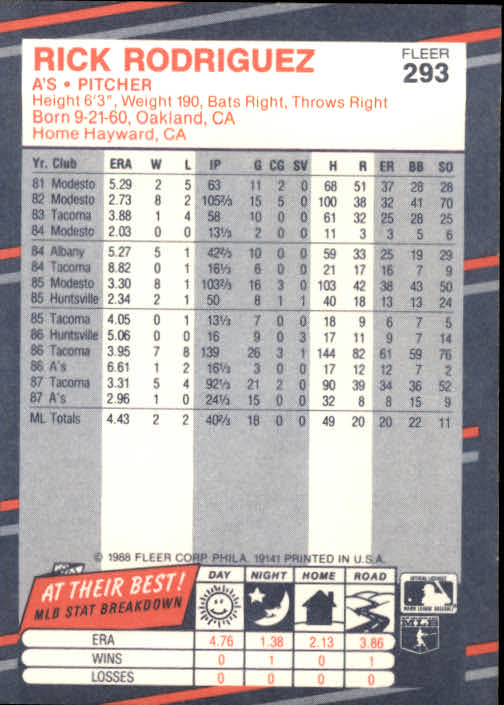 RICK RODRIGUEZ
FLEER
293
A'S • PITCHER
Height 6'3", Weight 190, Bats Right, Throws Right
Born 9-21-60, Oakland, CA
Home Hayward, CA
Yr. Club ERA W L IP G CG SV H R ER BB SO
81 Modesto 5.29 2 5 63 11 2 0 68 51 37 28 28
82 Modesto 2.73 8 2 105⅔ 15 5 0 100 38 32 41 70
83 Tacoma 3.88 1 4 58 10 0 0 61 32 25 28 25
84 Modesto 2.03 0 0 13⅓ 2 0 0 11 3 3 5 6
84 Albany 5.27 5 1 42⅔ 10 0 0 59 33 25 19 29
84 Tacoma 8.82 0 1 16⅓ 6 0 0 21 17 16 7 9
85 Modesto 3.30 8 1 103⅔ 16 3 0 103 42 38 43 50
85 Huntsville 2.34 2 1 50 8 1 1 40 18 13 13 24
85 Tacoma 4.05 0 1 13⅓ 7 0 0 18 9 6 7 5
86 Huntsville 5.06 0 0 16 9 0 3 17 11 9 7 14
86 Tacoma 3.95 7 8 139 26 3 1 144 82 61 59 76
86 A's 6.61 1 2 16⅓ 3 0 0 17 12 12 7 2
87 Tacoma 3.31 5 4 92⅓ 21 2 0 90 39 34 36 52
87 A's 2.96 1 0 24⅓ 15 0 0 32 8 8 15 9
ML Totals 4.43 2 2 40⅔ 18 0 0 49 20 20 22 11
© 1988 FLEER CORP. PHILA. 19141 PRINTED IN U.S.A.
AT THEIR BEST!
MLB STAT BREAKDOWN
DAY NIGHT HOME ROAD
ERA 4.76 1.38 2.13 3.86
WINS 0 1 0 1
LOSSES 0 0 0 0
OFFICIAL LICENSEE
MAJOR LEAGUE BASEBALL